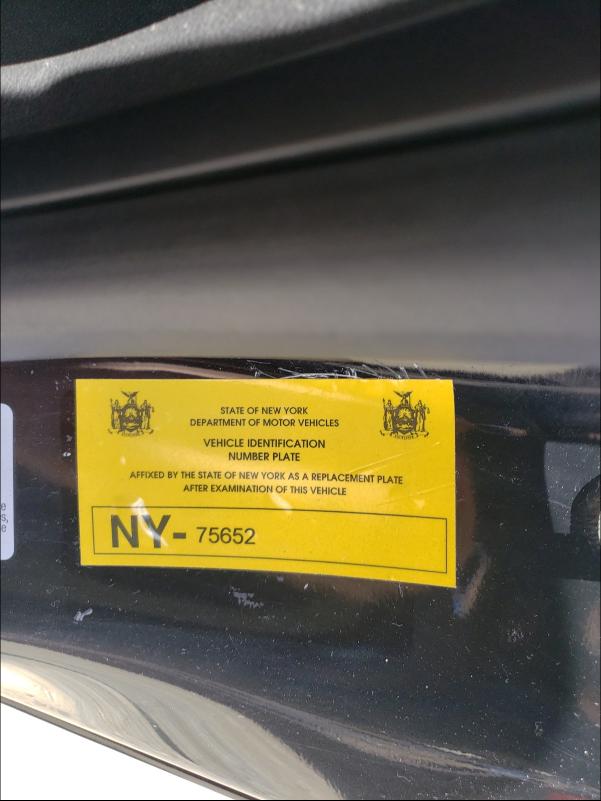 STATE OF NEW YORK
DEPARTMENT OF MOTOR VEHICLES
VEHICLE IDENTIFICATION
NUMBER PLATE
AFFIXED BY THE STATE OF NEW YORK AS A REPLACEMENT PLATE
AFTER EXAMINATION OF THIS VEHICLE
NY- 75652